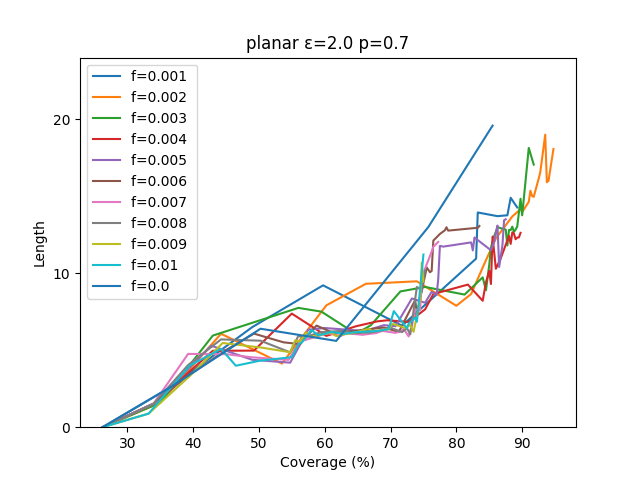 planar ε=2.0 p=0.7
f=0.001
f=0.002
f=0.003
f=0.004
f=0.005
f=0.006
f=0.007
f=0.008
f=0.009
f=0.01
f=0.0
20
10
0
Length
30 40 50 60 70 80 90
Coverage (%)